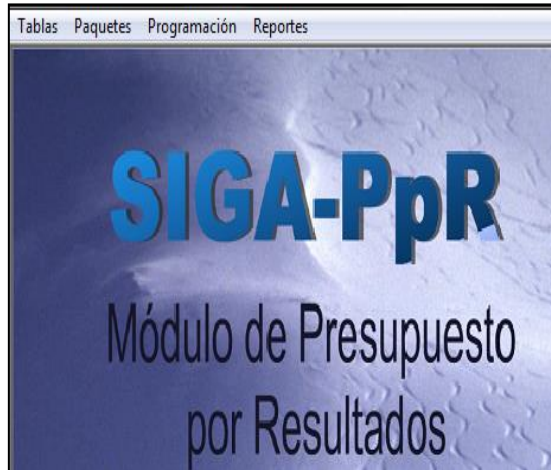 Tablas Paquetes Programación Reportes
SIGA-PpR
Módulo de Presupuesto
por Resultados